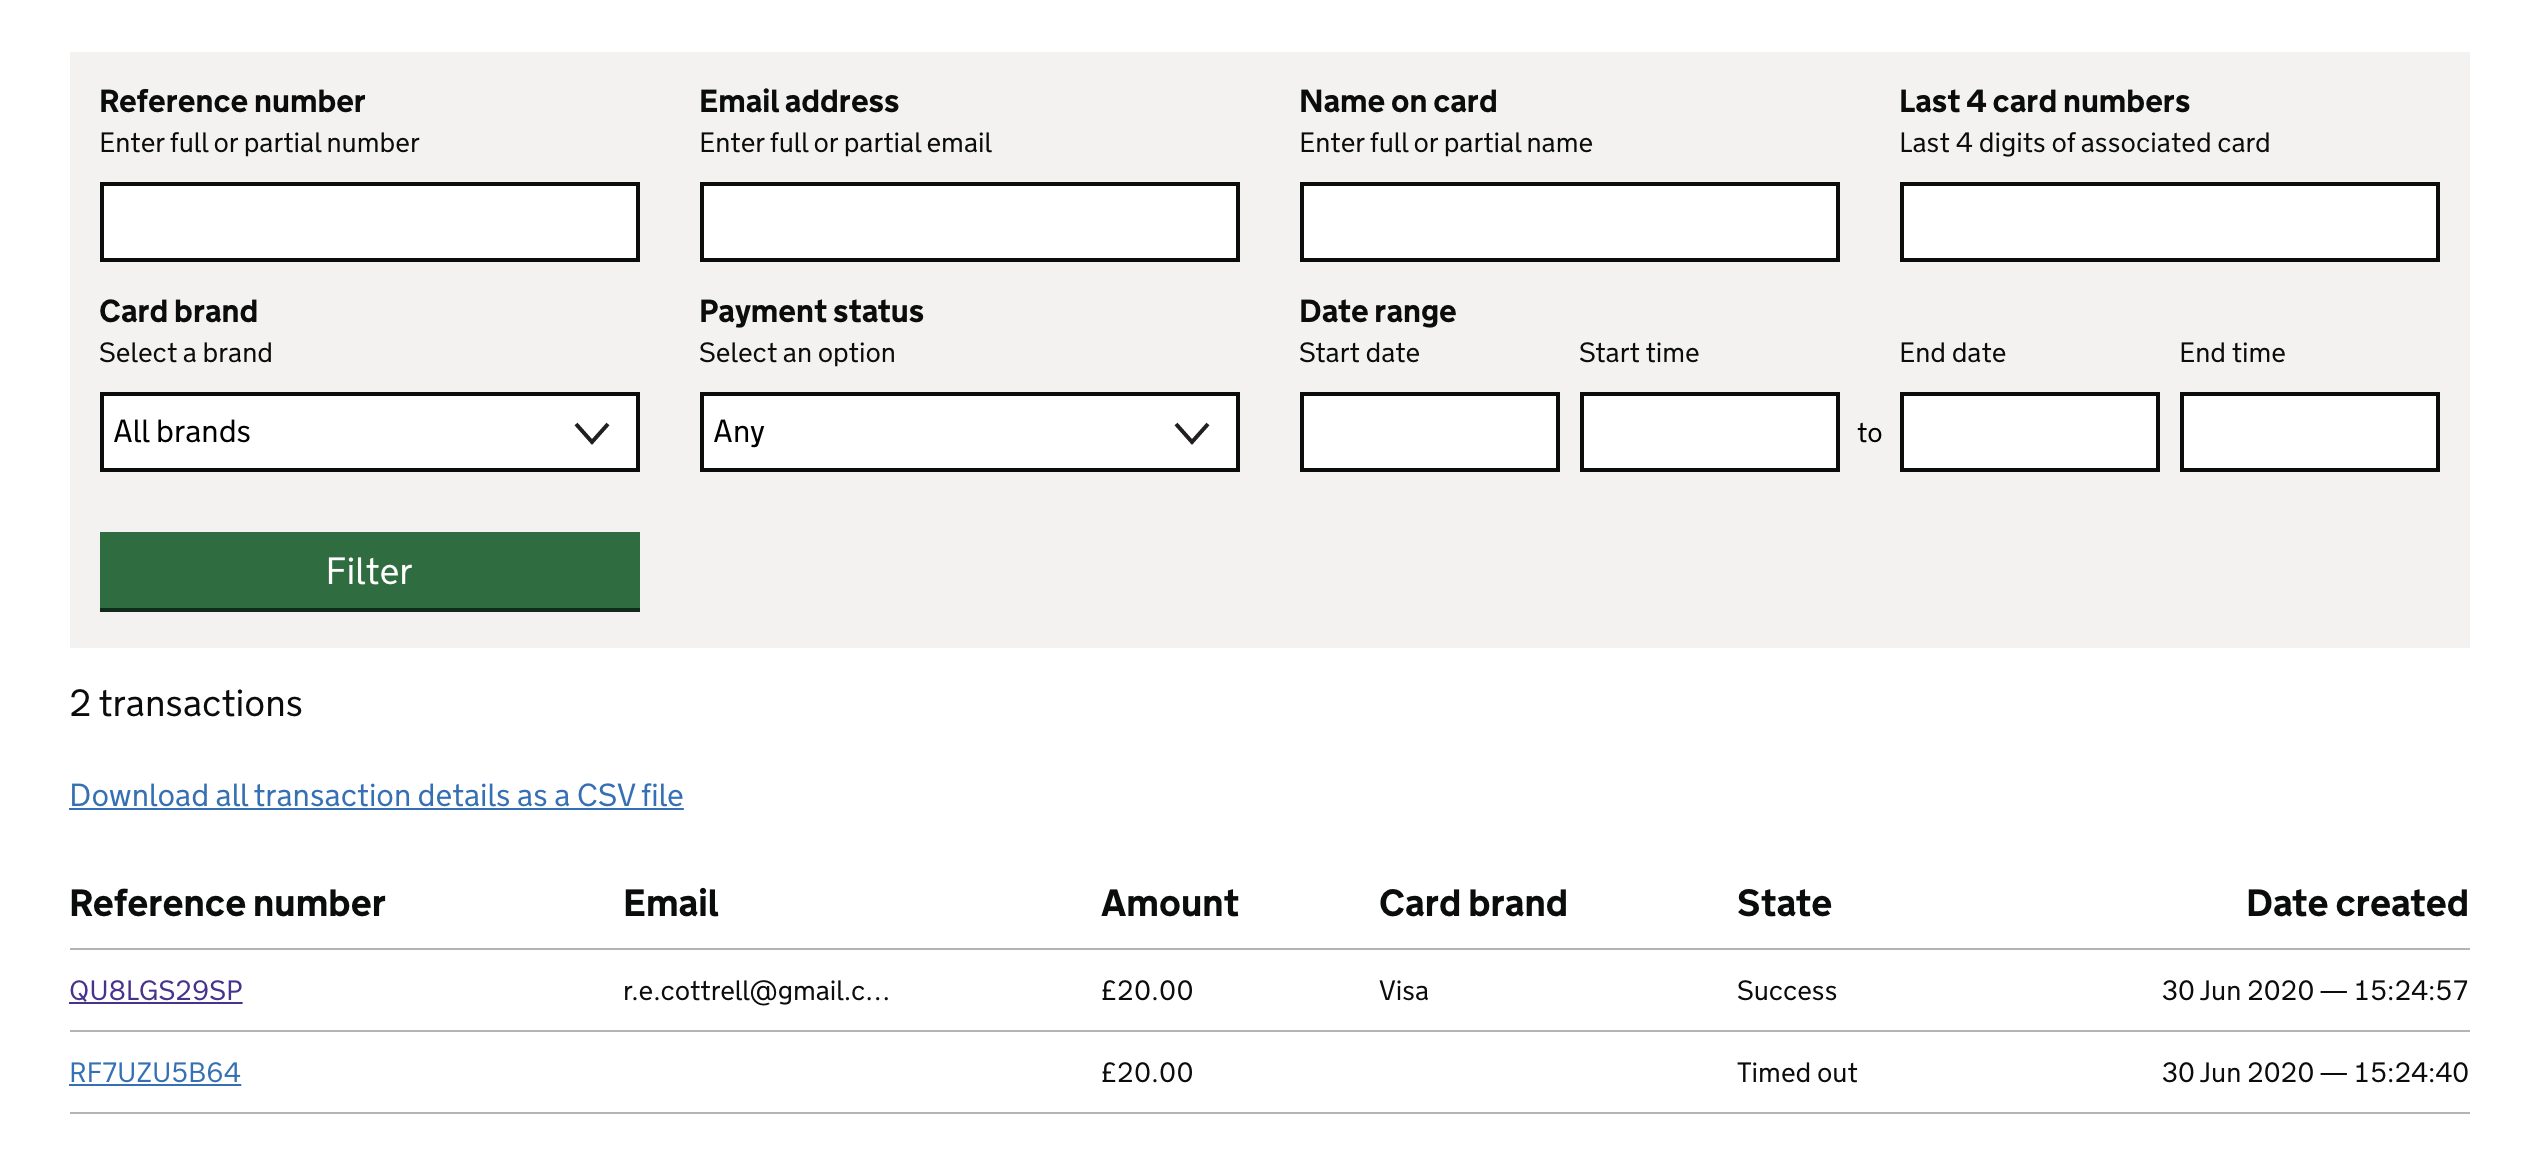 Reference number
Enter full or partial number
Email address
Enter full or partial email
Name on card
Enter full or partial name
Last 4 card numbers
Last 4 digits of associated card
Card brand
Select a brand
All brands
Payment status
Select an option
Any
Date range
Start date
Start time
to
End date
End time
Filter
2 transactions
Download all transaction details as a CSV file
Reference number Email Amount Card brand State Date created
QU8LGS29SP r.e.cottrell@gmail.c... £20.00 Visa Success 30 Jun 2020 — 15:24:57
RF7UZU5B64 £20.00 Timed out 30 Jun 2020 — 15:24:40